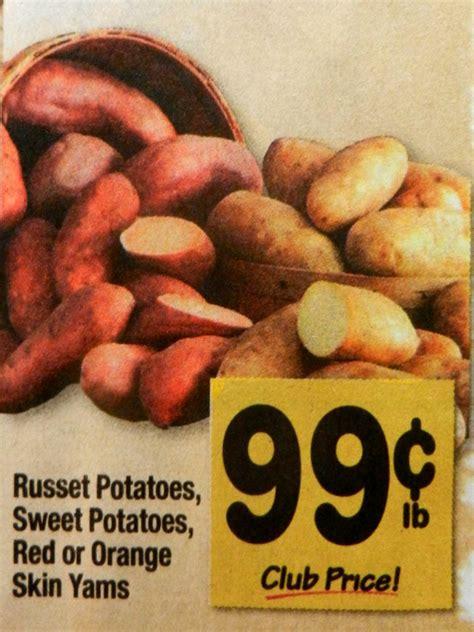 99¢
lb
Club Price!
Russet Potatoes,
Sweet Potatoes,
Red or Orange
Skin Yams